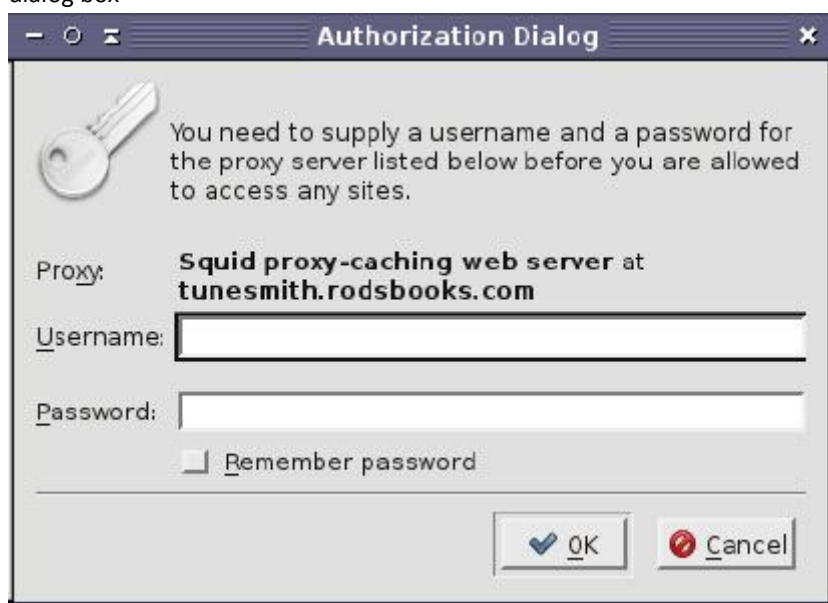 dialog box
Authorization Dialog
You need to supply a username and a password for
the proxy server listed below before you are allowed
to access any sites.
Proxy: Squid proxy-caching web server at
tunesmith.rodsbooks.com
Username:
Password:
Remember password
OK Cancel